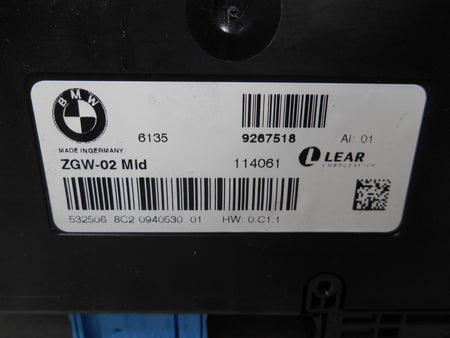 BMW
MADE IN GERMANY
6135 9267518 AI: 01
ZGW-02 Mid 114061 LEAR
CORPORATION
532506 8C2 0940530 01 HW: 0.C1.1